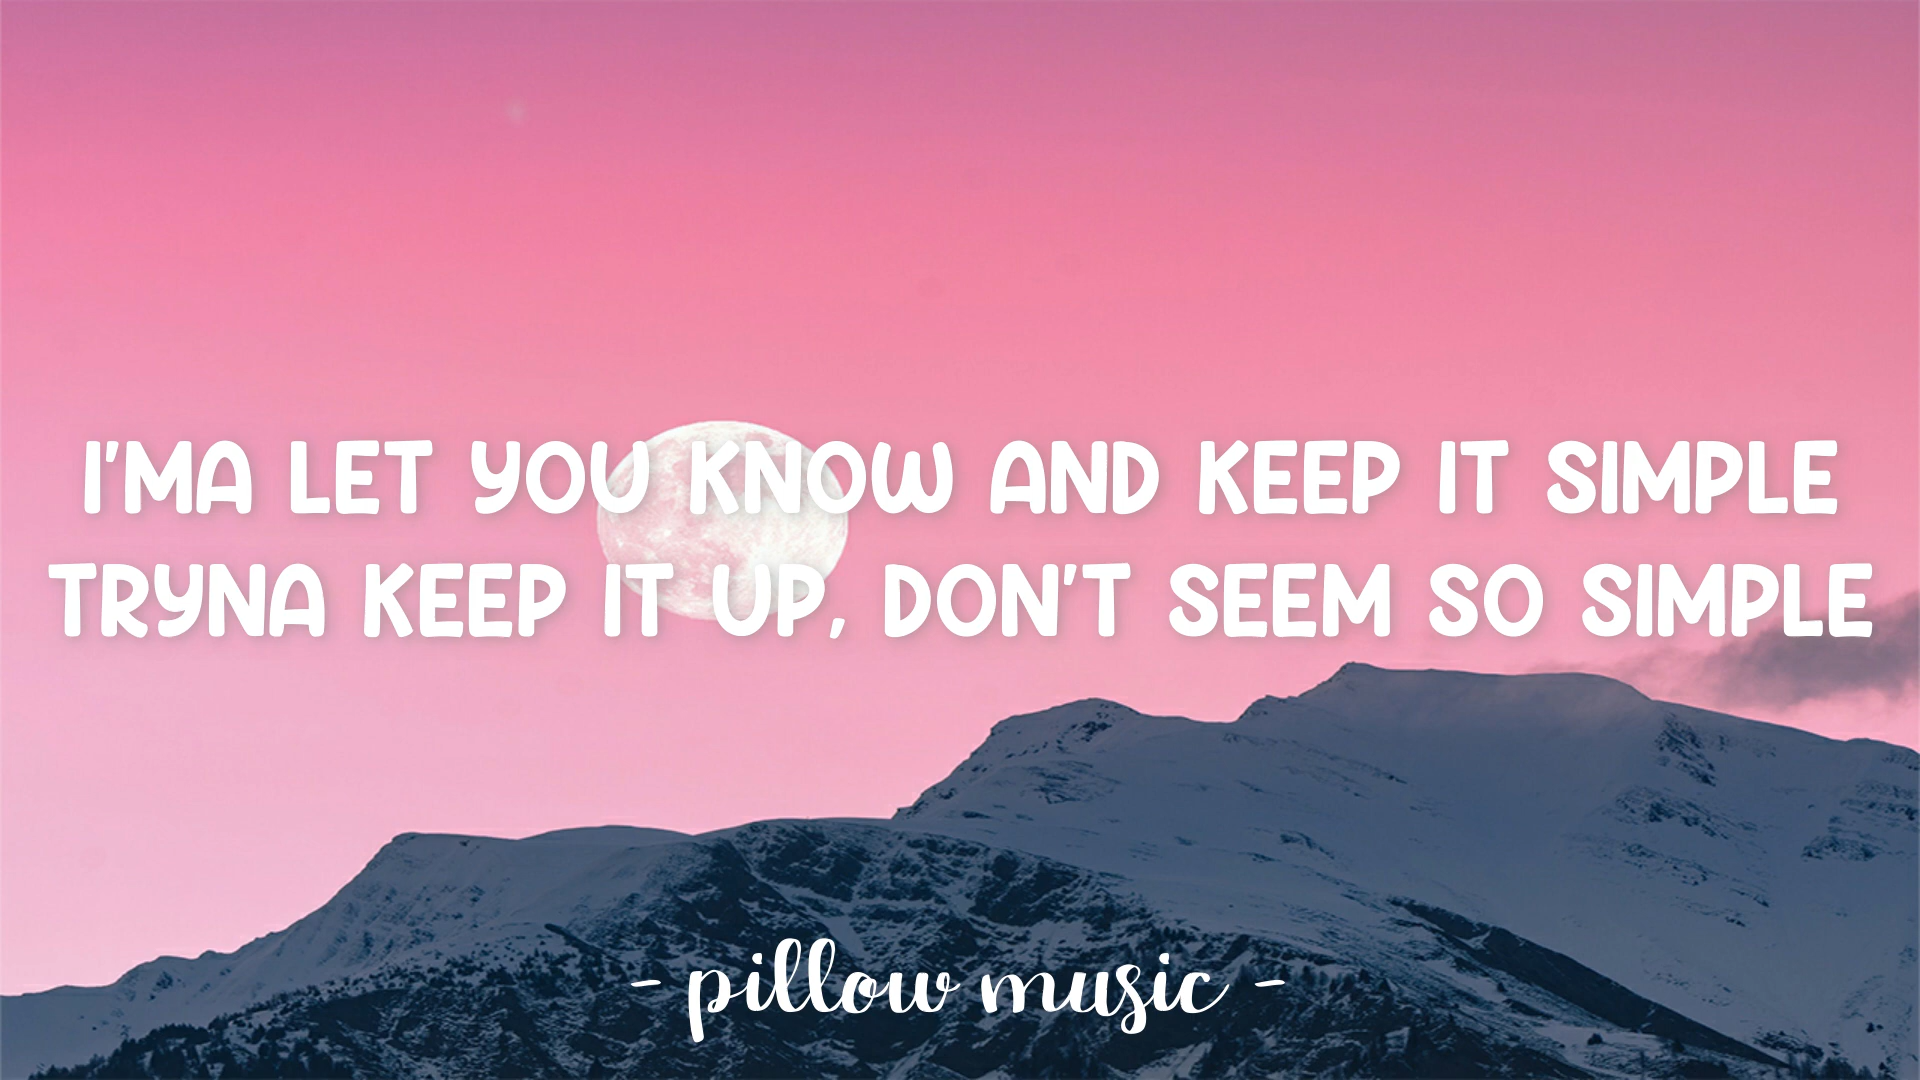 I'MA LET YOU KNOW AND KEEP IT SIMPLE
TRYNA KEEP IT UP, DON'T SEEM SO SIMPLE
- pillow music -